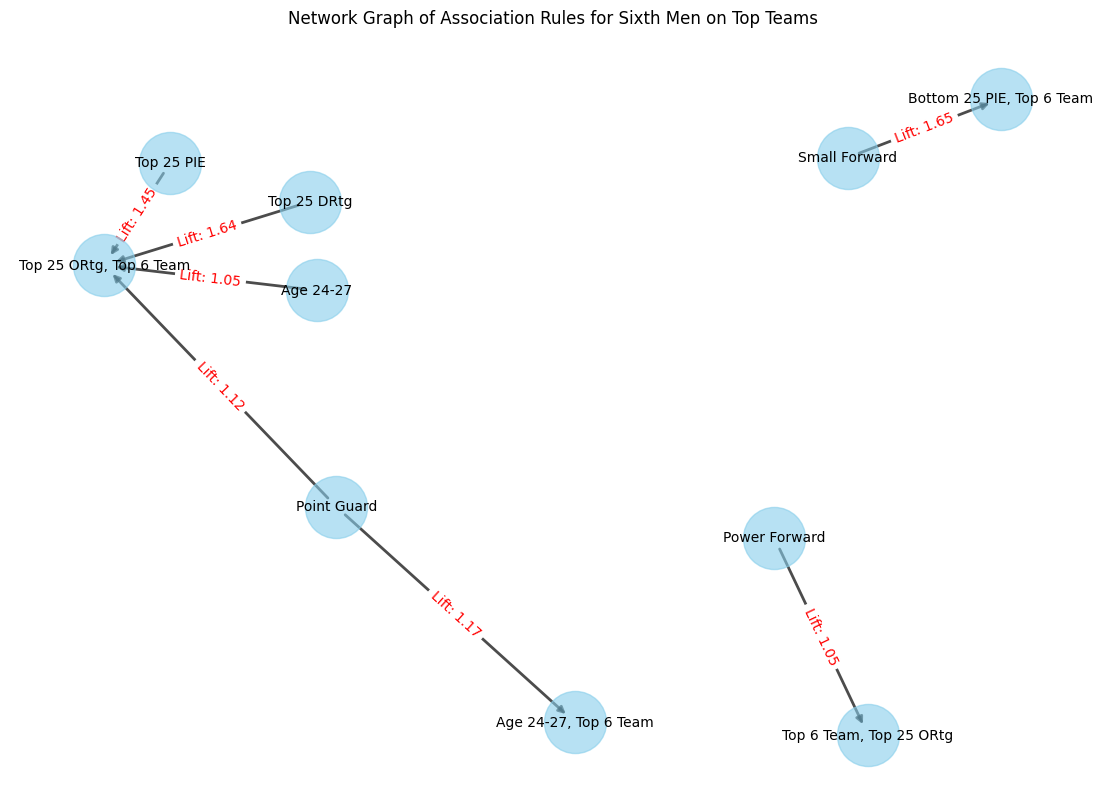 Network Graph of Association Rules for Sixth Men on Top Teams
Bottom 25 PIE, Top 6 Team
Lift: 1.65
Small Forward
Top 25 PIE
Lift: 1.45
Top 25 DRtg
Lift: 1.64
Top 25 ORtg, Top 6 Team
Lift: 1.05
Age 24-27
Lift: 1.12
Point Guard
Power Forward
Lift: 1.17
Lift: 1.05
Age 24-27, Top 6 Team
Top 6 Team, Top 25 ORtg